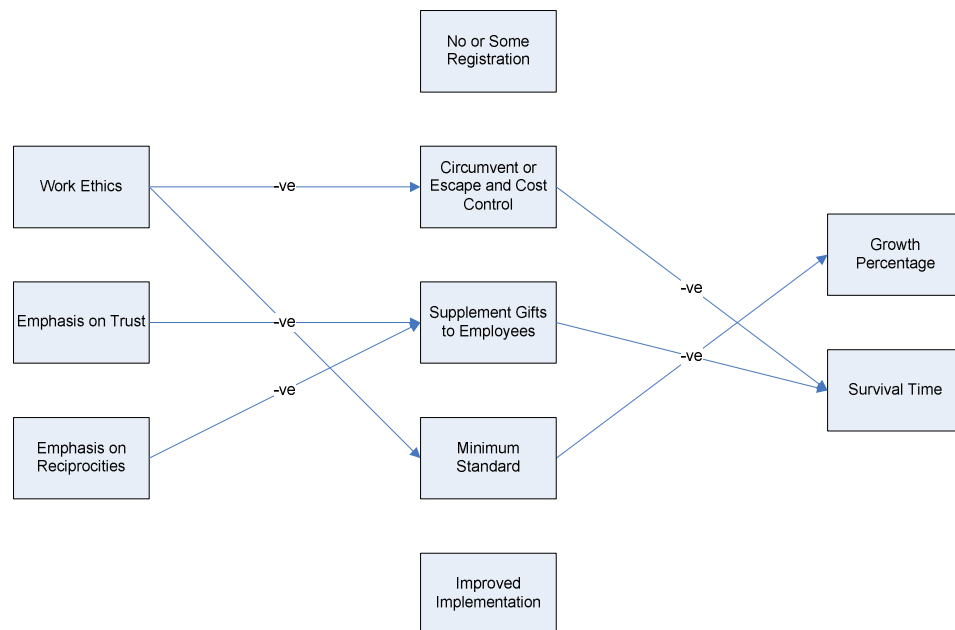 No or Some
Registration
Work Ethics
-ve
Circumvent or
Escape and Cost
Control
Growth
Percentage
-ve
Emphasis on Trust
-ve
Supplement Gifts
to Employees
-ve
Survival Time
-ve
Emphasis on
Reciprocities
Minimum
Standard
Improved
Implementation